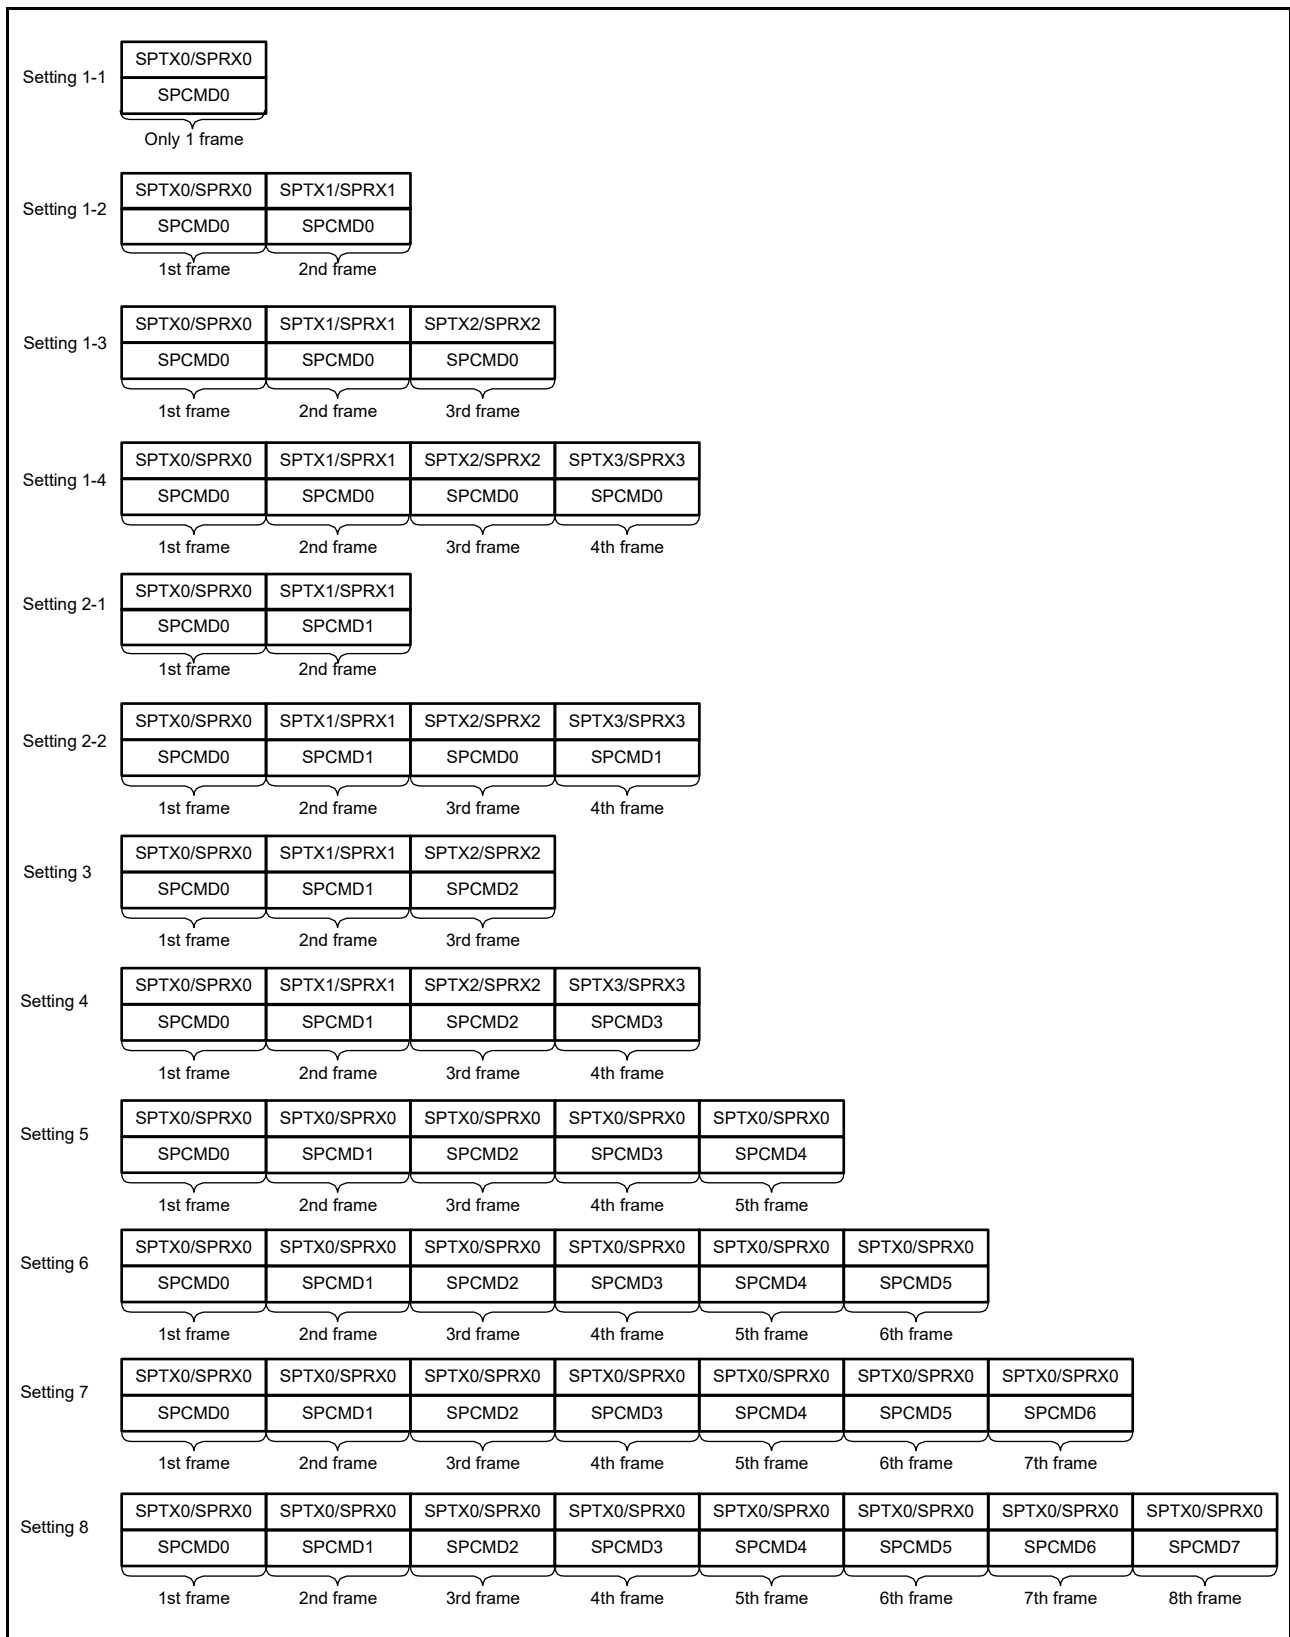 SPTX0/SPRX0
Setting 1-1
SPCMD0
Only 1 frame
SPTX0/SPRX0 SPTX1/SPRX1
Setting 1-2
SPCMD0 SPCMD0
1st frame 2nd frame
SPTX0/SPRX0 SPTX1/SPRX1 SPTX2/SPRX2
Setting 1-3
SPCMD0 SPCMD0 SPCMD0
1st frame 2nd frame 3rd frame
SPTX0/SPRX0 SPTX1/SPRX1 SPTX2/SPRX2 SPTX3/SPRX3
Setting 1-4
SPCMD0 SPCMD0 SPCMD0 SPCMD0
1st frame 2nd frame 3rd frame 4th frame
SPTX0/SPRX0 SPTX1/SPRX1
Setting 2-1
SPCMD0 SPCMD1
1st frame 2nd frame
SPTX0/SPRX0 SPTX1/SPRX1 SPTX2/SPRX2 SPTX3/SPRX3
Setting 2-2
SPCMD0 SPCMD1 SPCMD0 SPCMD1
1st frame 2nd frame 3rd frame 4th frame
SPTX0/SPRX0 SPTX1/SPRX1 SPTX2/SPRX2
Setting 3
SPCMD0 SPCMD1 SPCMD2
1st frame 2nd frame 3rd frame
SPTX0/SPRX0 SPTX1/SPRX1 SPTX2/SPRX2 SPTX3/SPRX3
Setting 4
SPCMD0 SPCMD1 SPCMD2 SPCMD3
1st frame 2nd frame 3rd frame 4th frame
SPTX0/SPRX0 SPTX0/SPRX0 SPTX0/SPRX0 SPTX0/SPRX0 SPTX0/SPRX0
Setting 5
SPCMD0 SPCMD1 SPCMD2 SPCMD3 SPCMD4
1st frame 2nd frame 3rd frame 4th frame 5th frame
SPTX0/SPRX0 SPTX0/SPRX0 SPTX0/SPRX0 SPTX0/SPRX0 SPTX0/SPRX0 SPTX0/SPRX0
Setting 6
SPCMD0 SPCMD1 SPCMD2 SPCMD3 SPCMD4 SPCMD5
1st frame 2nd frame 3rd frame 4th frame 5th frame 6th frame
SPTX0/SPRX0 SPTX0/SPRX0 SPTX0/SPRX0 SPTX0/SPRX0 SPTX0/SPRX0 SPTX0/SPRX0 SPTX0/SPRX0
Setting 7
SPCMD0 SPCMD1 SPCMD2 SPCMD3 SPCMD4 SPCMD5 SPCMD6
1st frame 2nd frame 3rd frame 4th frame 5th frame 6th frame 7th frame
SPTX0/SPRX0 SPTX0/SPRX0 SPTX0/SPRX0 SPTX0/SPRX0 SPTX0/SPRX0 SPTX0/SPRX0 SPTX0/SPRX0 SPTX0/SPRX0
Setting 8
SPCMD0 SPCMD1 SPCMD2 SPCMD3 SPCMD4 SPCMD5 SPCMD6 SPCMD7
1st frame 2nd frame 3rd frame 4th frame 5th frame 6th frame 7th frame 8th frame